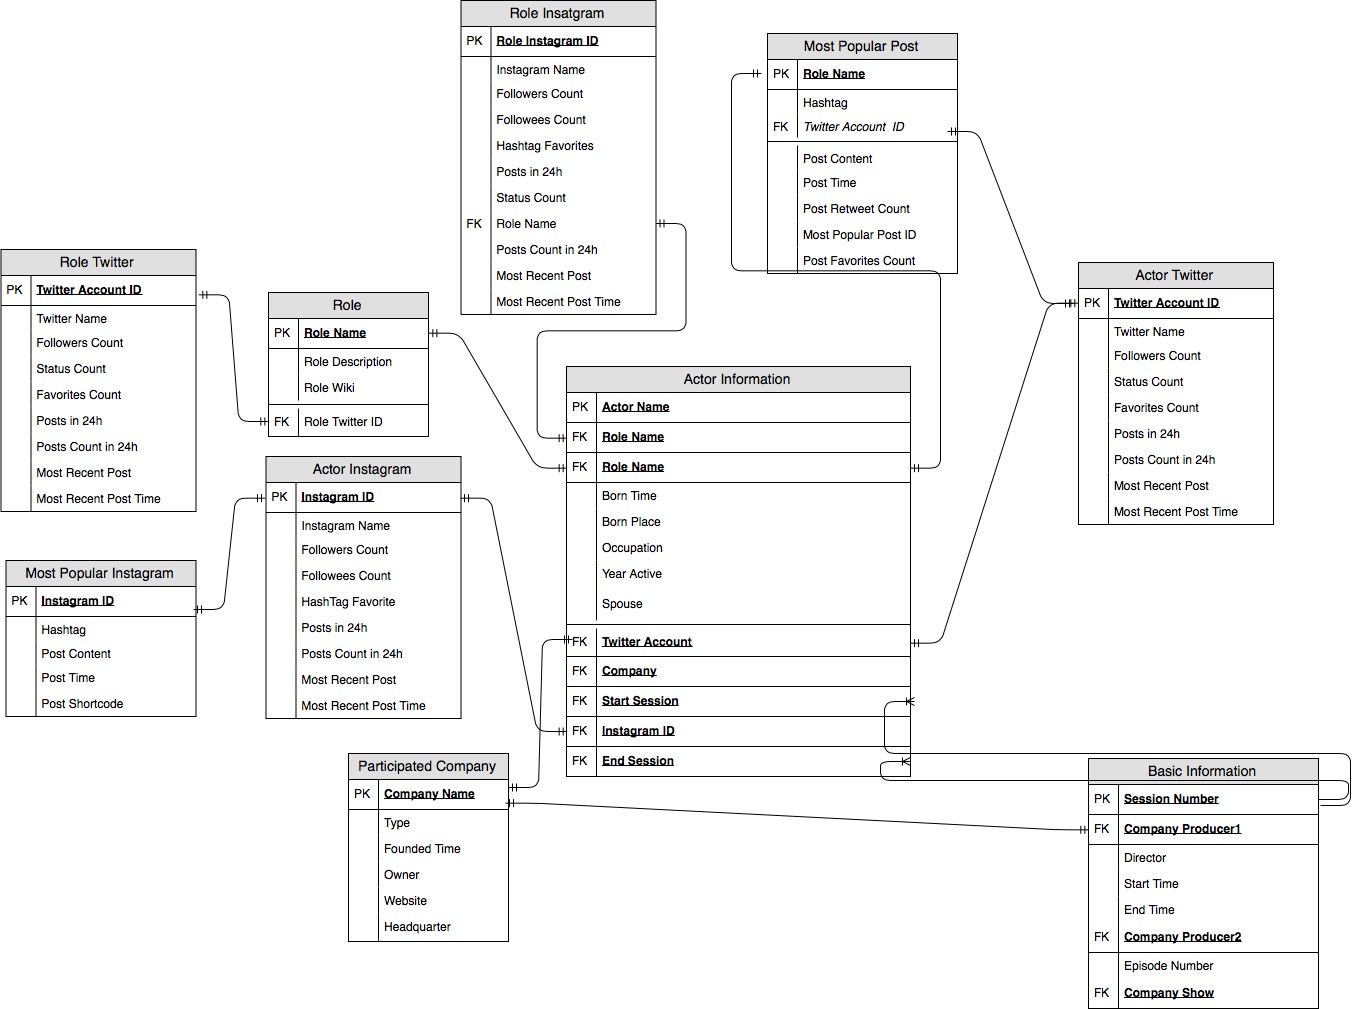 Role Insatgram
PK Role Instagram ID
Instagram Name
Followers Count
Followees Count
Hashtag Favorites
Posts in 24h
Status Count
FK Role Name
Posts Count in 24h
Most Recent Post
Most Recent Post Time
Most Popular Post
PK Role Name
Hashtag
FK Twitter Account ID
Post Content
Post Time
Post Retweet Count
Most Popular Post ID
Post Favorites Count
Role Twitter
PK Twitter Account ID
Twitter Name
Followers Count
Status Count
Favorites Count
Posts in 24h
Posts Count in 24h
Most Recent Post
Most Recent Post Time
Role
PK Role Name
Role Description
Role Wiki
FK Role Twitter ID
Actor Twitter
PK Twitter Account ID
Twitter Name
Followers Count
Status Count
Favorites Count
Posts in 24h
Posts Count in 24h
Most Recent Post
Most Recent Post Time
Actor Information
PK Actor Name
FK Role Name
FK Role Name
Born Time
Born Place
Occupation
Year Active
Spouse
FK Twitter Account
FK Company
FK Start Session
FK Instagram ID
FK End Session
Actor Instagram
PK Instagram ID
Instagram Name
Followers Count
Followees Count
HashTag Favorite
Posts in 24h
Posts Count in 24h
Most Recent Post
Most Recent Post Time
Most Popular Instagram
PK Instagram ID
Hashtag
Post Content
Post Time
Post Shortcode
Participated Company
PK Company Name
Type
Founded Time
Owner
Website
Headquarter
Basic Information
PK Session Number
FK Company Producer1
Director
Start Time
End Time
FK Company Producer2
Episode Number
FK Company Show